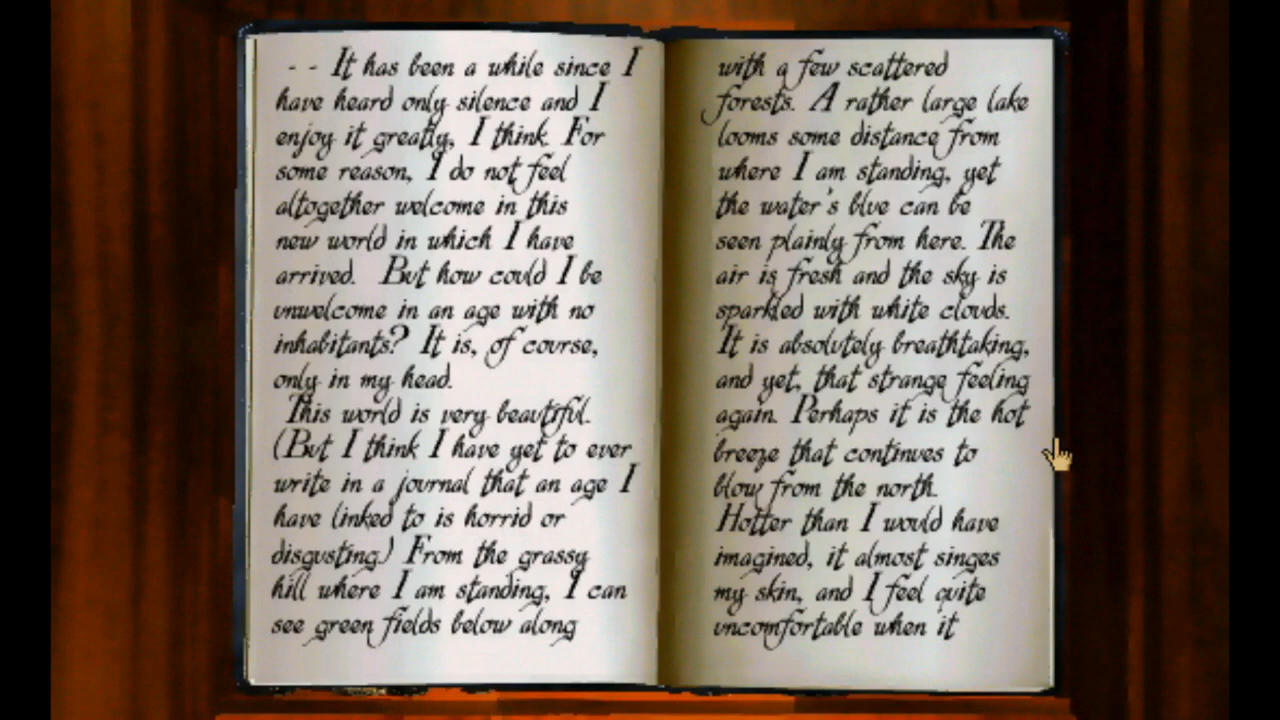 - - It has been a while since I
have heard only silence and I
enjoy it greatly, I think. For
some reason, I do not feel
altogether welcome in this
new world in which I have
arrived. But how could I be
unwelcome in an age with no
inhabitants? It is, of course,
only in my head.
This world is very beautiful.
(But I think I have yet to ever
write in a journal that an age I
have linked to is horrid or
disgusting.) From the grassy
hill where I am standing, I can
see green fields below along
with a few scattered
forests. A rather large lake
looms some distance from
where I am standing, yet
the water's blue can be
seen plainly from here. The
air is fresh and the sky is
sparkled with white clouds.
It is absolutely breathtaking,
and yet, that strange feeling
again. Perhaps it is the hot
breeze that continues to
blow from the north.
Hotter than I would have
imagined, it almost singes
my skin, and I feel quite
uncomfortable when it